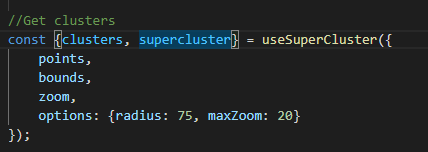 //Get clusters
const {clusters, supercluster} = useSuperCluster({
    points,
    bounds,
    zoom,
    options: {radius: 75, maxZoom: 20}
});